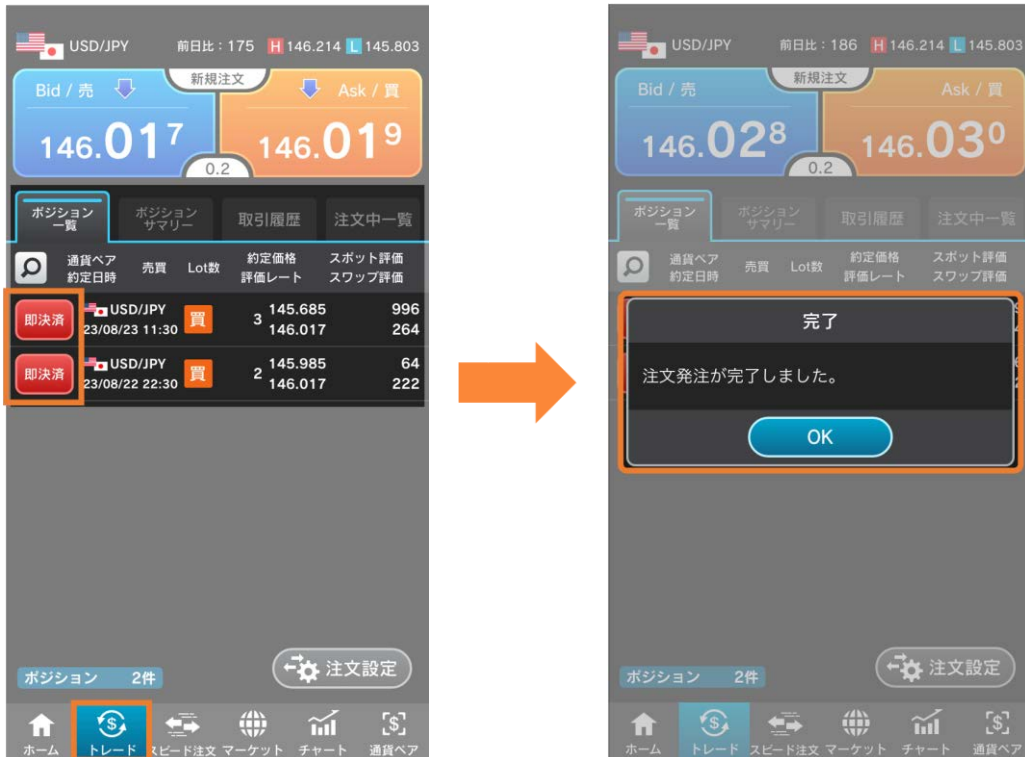 USD/JPY 前日比:175 H 146.214 L 145.803
新規注文
Bid / 売 Ask / 買
146.017 146.019
0.2
ポジション一覧 ポジションサマリー 取引履歴 注文中一覧
通貨ペア 売買 Lot数 約定価格 スポット評価
約定日時 評価レート スワップ評価
即決済 USD/JPY 買 3 145.685 996
23/08/23 11:30 146.017 264
即決済 USD/JPY 買 2 145.985 64
23/08/22 22:30 146.017 222
ポジション 2件 注文設定
ホーム トレード スピード注文 マーケット チャート 通貨ペア
USD/JPY 前日比:186 H 146.214 L 145.803
新規注文
Bid / 売 Ask / 買
146.028 146.030
0.2
ポジション一覧 ポジションサマリー 取引履歴 注文中一覧
通貨ペア 売買 Lot数 約定価格 スポット評価
約定日時 評価レート スワップ評価
完了
注文発注が完了しました。
OK
ポジション 2件 注文設定
ホーム トレード スピード注文 マーケット チャート 通貨ペア